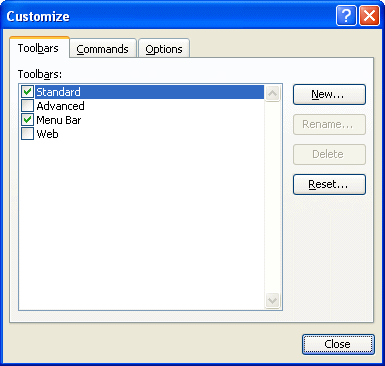 Customize
Toolbars Commands Options
Toolbars:
Standard
Advanced
Menu Bar
Web
New...
Rename...
Delete
Reset...
Close